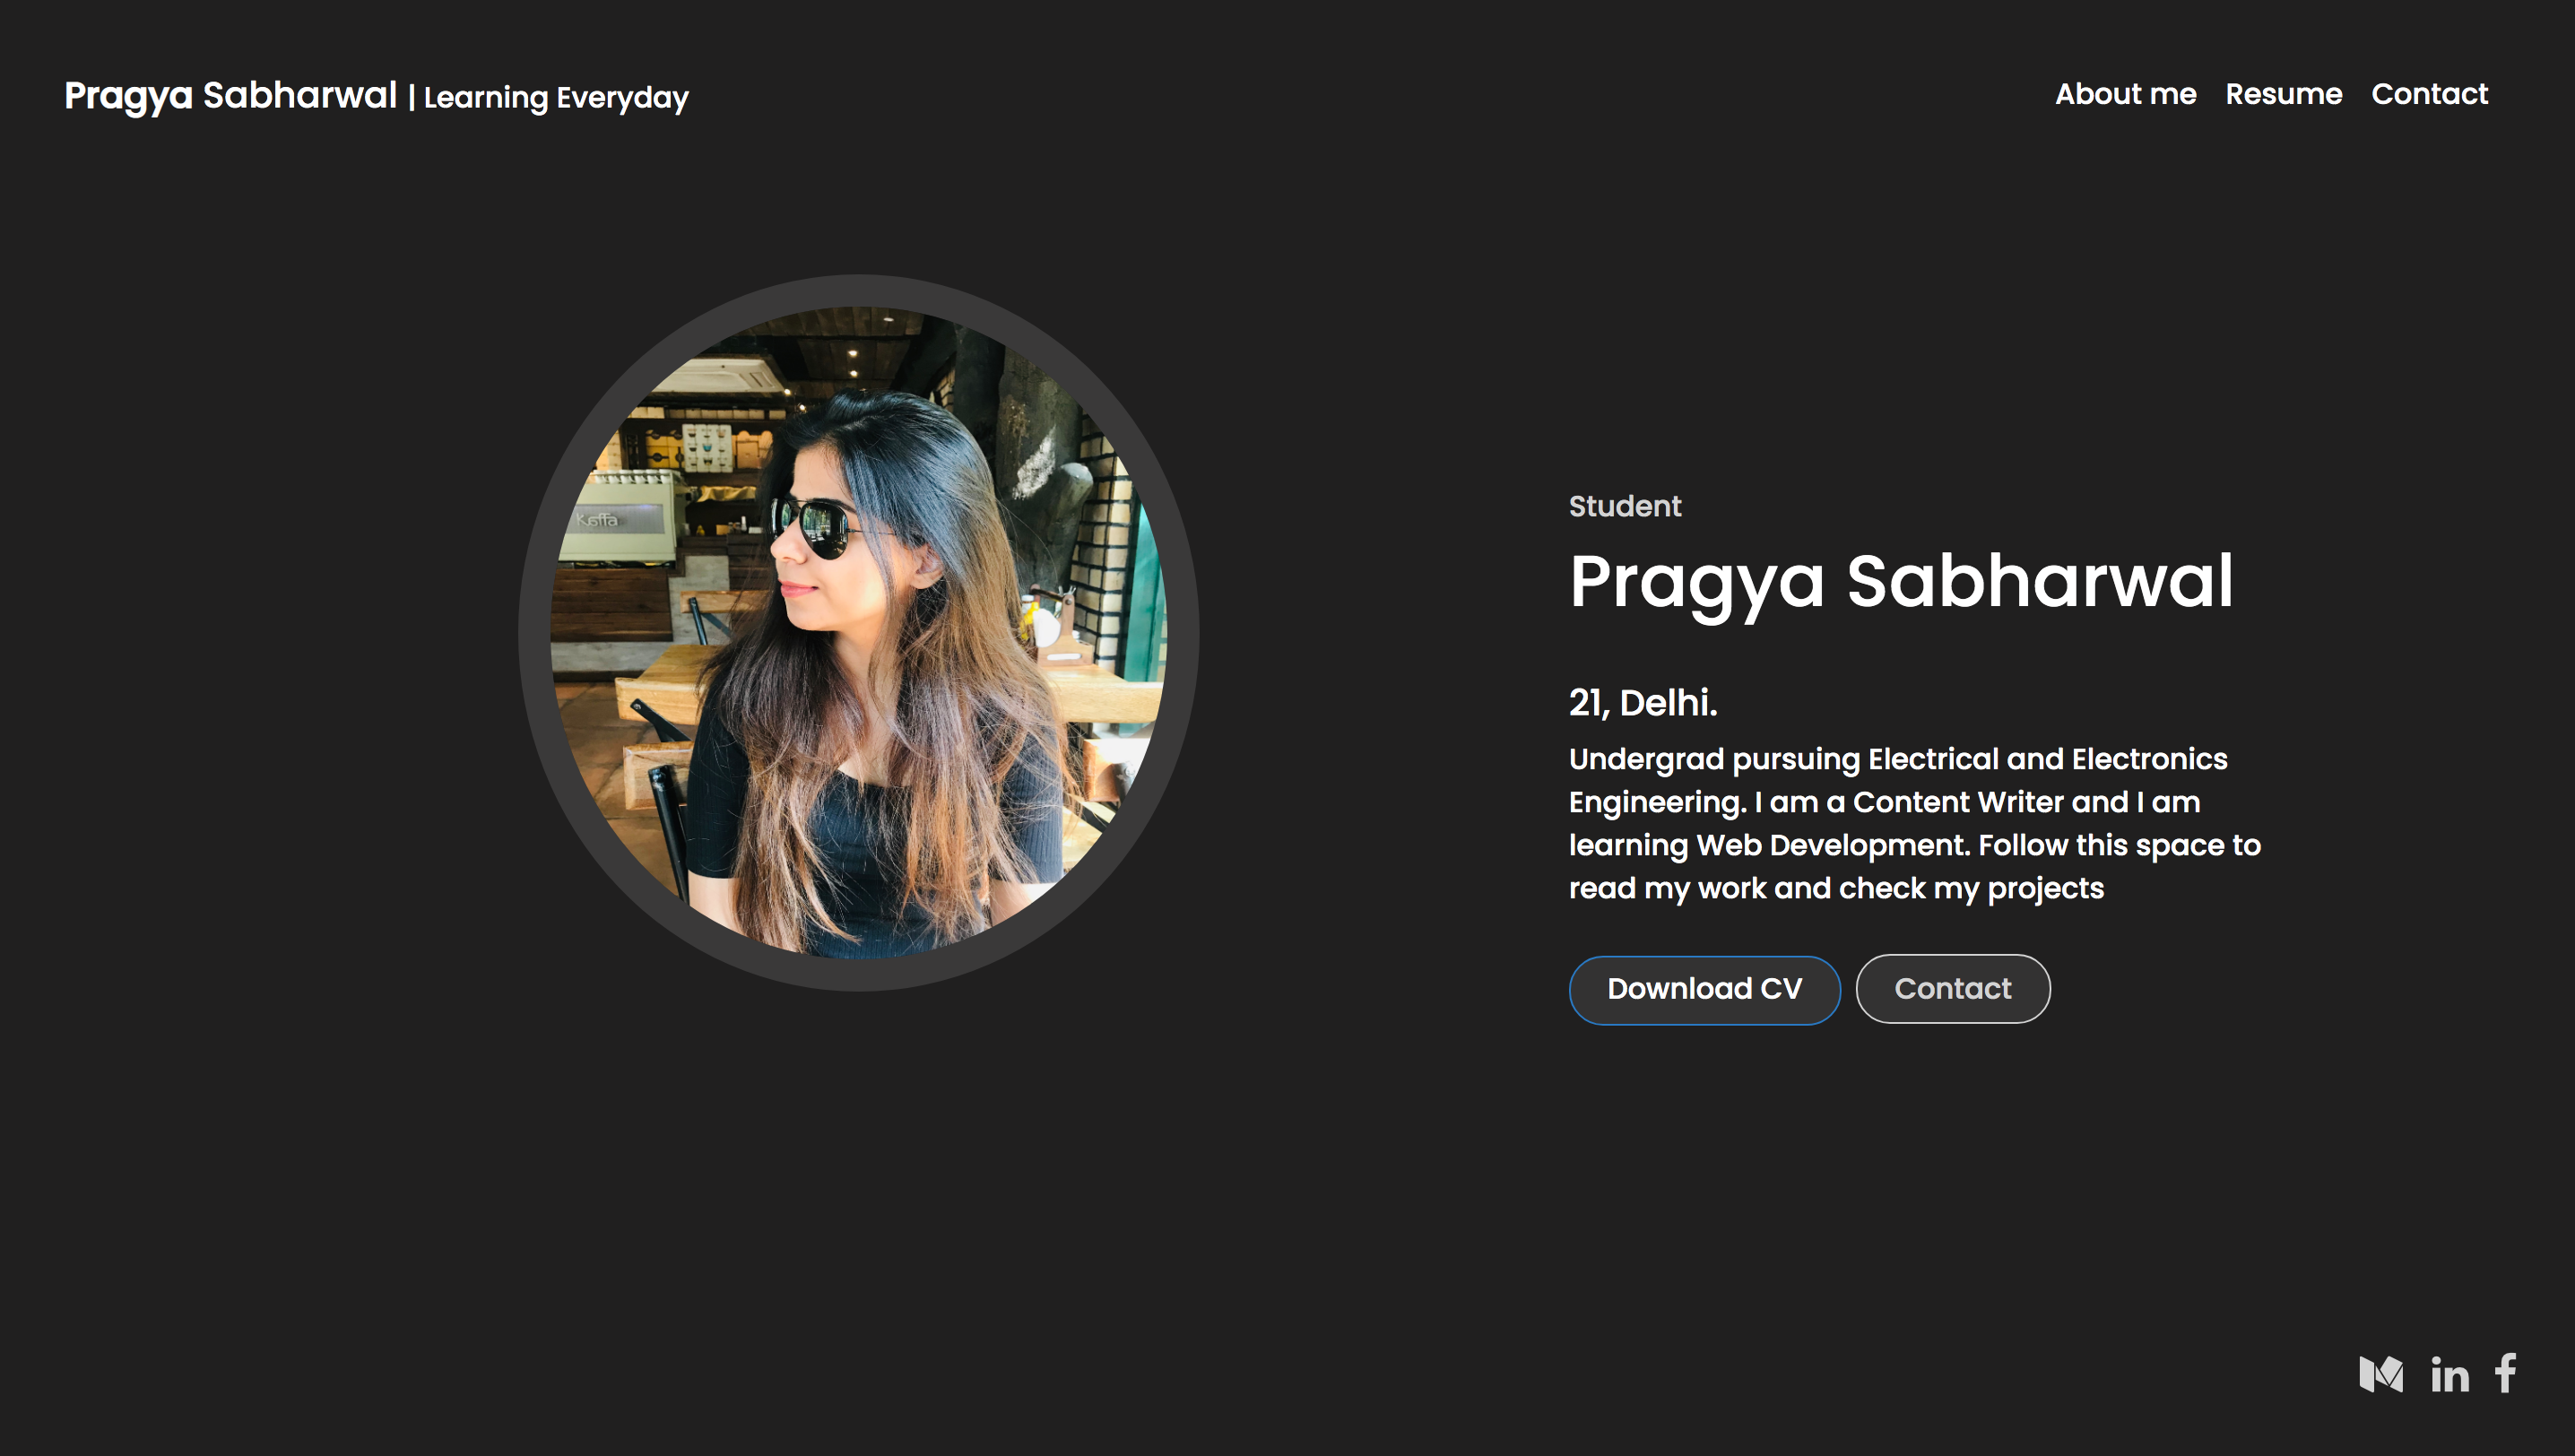 Pragya Sabharwal | Learning Everyday
About me Resume Contact
Kaffa
Student
Pragya Sabharwal
21, Delhi.
Undergrad pursuing Electrical and Electronics
Engineering. I am a Content Writer and I am
learning Web Development. Follow this space to
read my work and check my projects
Download CV Contact
in f